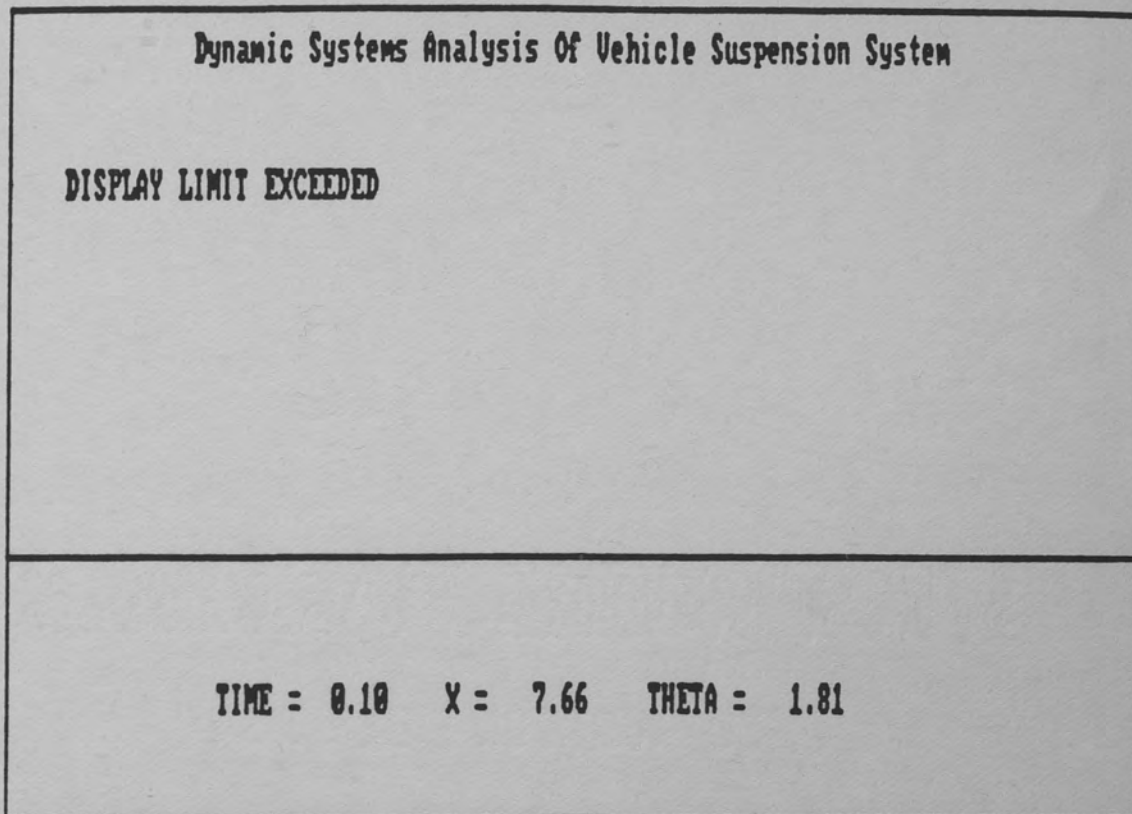 Dynamic Systems Analysis Of Vehicle Suspension System
DISPLAY LIMIT EXCEEDED
TIME = 0.10 X = 7.66 THETA = 1.81